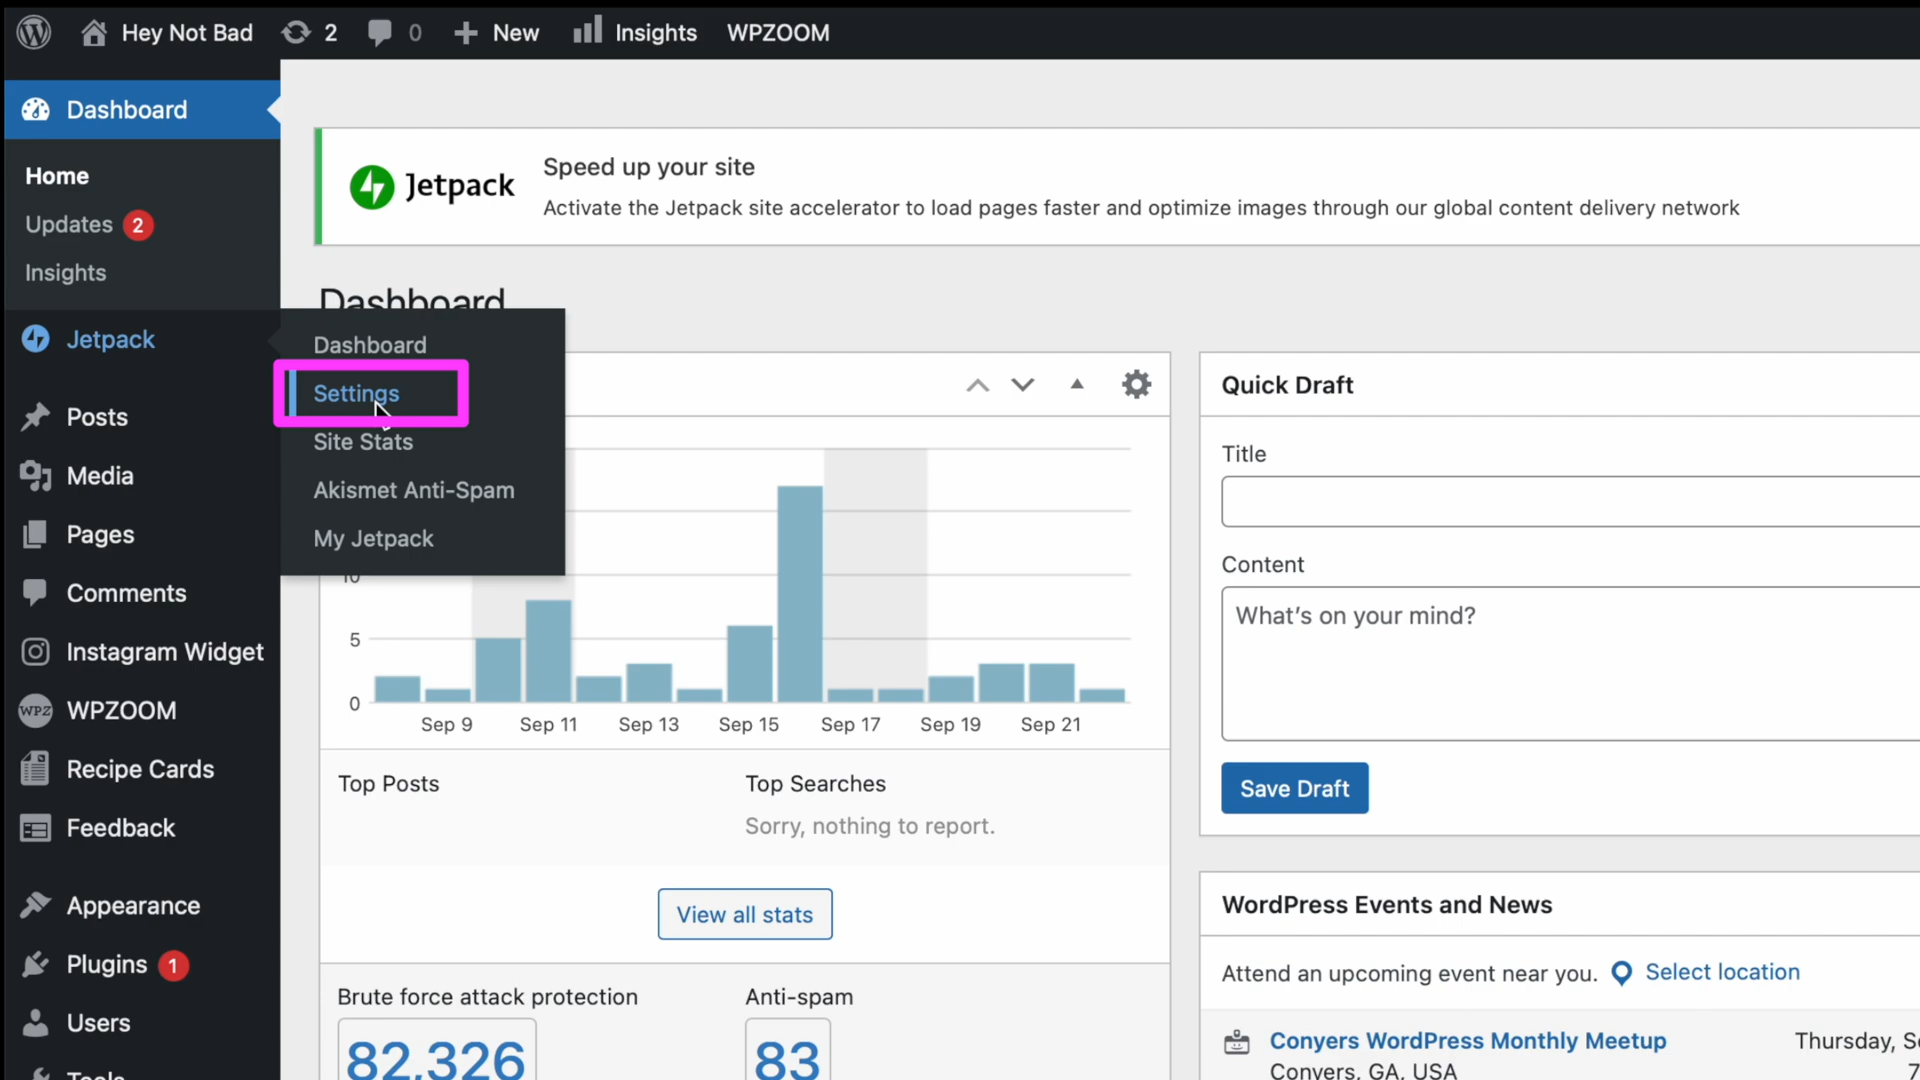 Hey Not Bad
2
0
New
Insights
WPZOOM
Dashboard
Home
Updates 2
Insights
Jetpack
Posts
Media
Pages
Comments
Instagram Widget
WPZ WPZOOM
Recipe Cards
Feedback
Appearance
Plugins 1
Users
Tools
Dashboard
Settings
Site Stats
Akismet Anti-Spam
My Jetpack
Jetpack
Speed up your site
Activate the Jetpack site accelerator to load pages faster and optimize images through our global content delivery network
Dashboard
10
5
0
Sep 9 Sep 11 Sep 13 Sep 15 Sep 17 Sep 19 Sep 21
Top Posts
Top Searches
Sorry, nothing to report.
View all stats
Brute force attack protection
82,326
Anti-spam
83
Quick Draft
Title
Content
What's on your mind?
Save Draft
WordPress Events and News
Attend an upcoming event near you. Select location
Conyers WordPress Monthly Meetup
Thursday,
Conyers, GA, USA
7